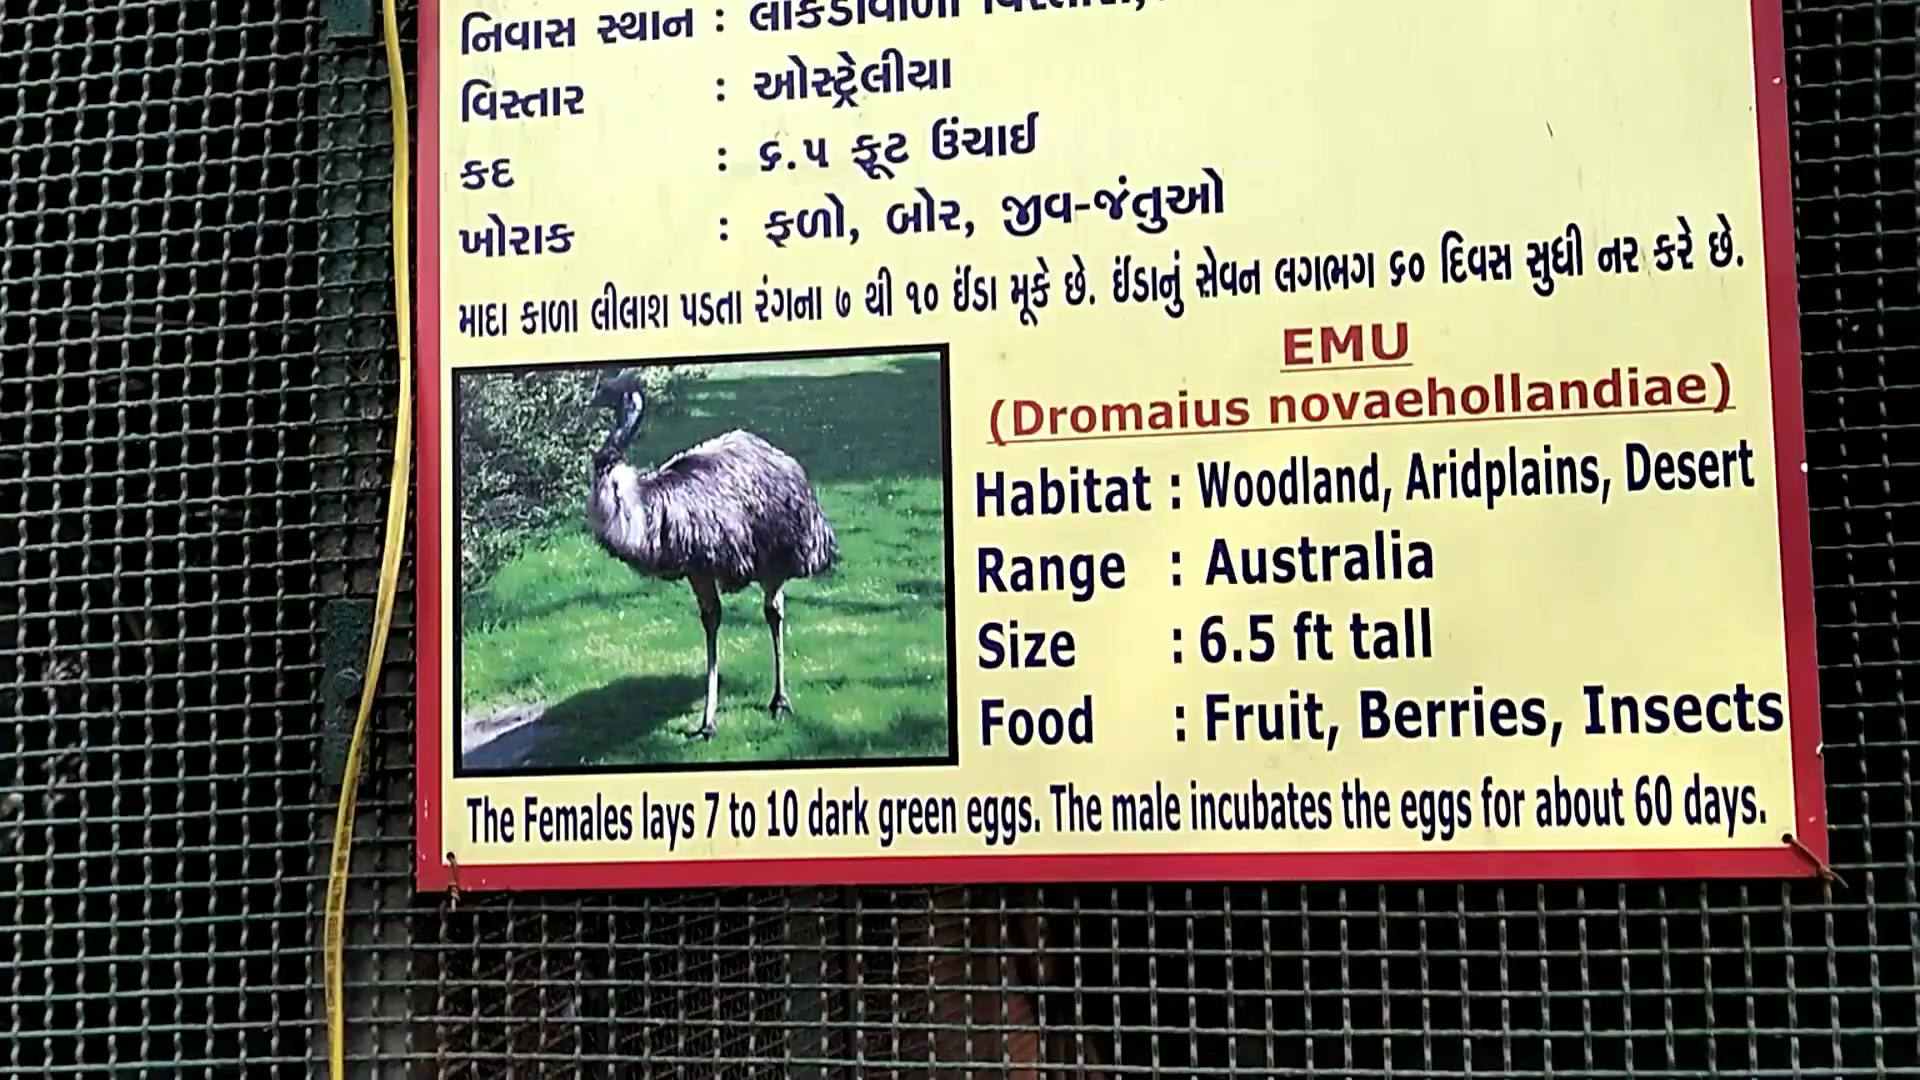 નિવાસ સ્થાન :
વિસ્તાર : ઓસ્ટ્રેલીયા
કદ : ૬.૫ ફૂટ ઉંચાઈ
ખોરાક : ફળો, બોર, જીવ-જંતુઓ
માદા કાળા લીલાશ પડતા રંગના ૭ થી ૧૦ ઈંડા મૂકે છે. ઈંડાનું સેવન લગભગ ૬૦ દિવસ સુધી નર કરે છે.
EMU
(Dromaius novaehollandiae)
Habitat : Woodland, Aridplains, Desert
Range : Australia
Size : 6.5 ft tall
Food : Fruit, Berries, Insects
The Females lays 7 to 10 dark green eggs. The male incubates the eggs for about 60 days.